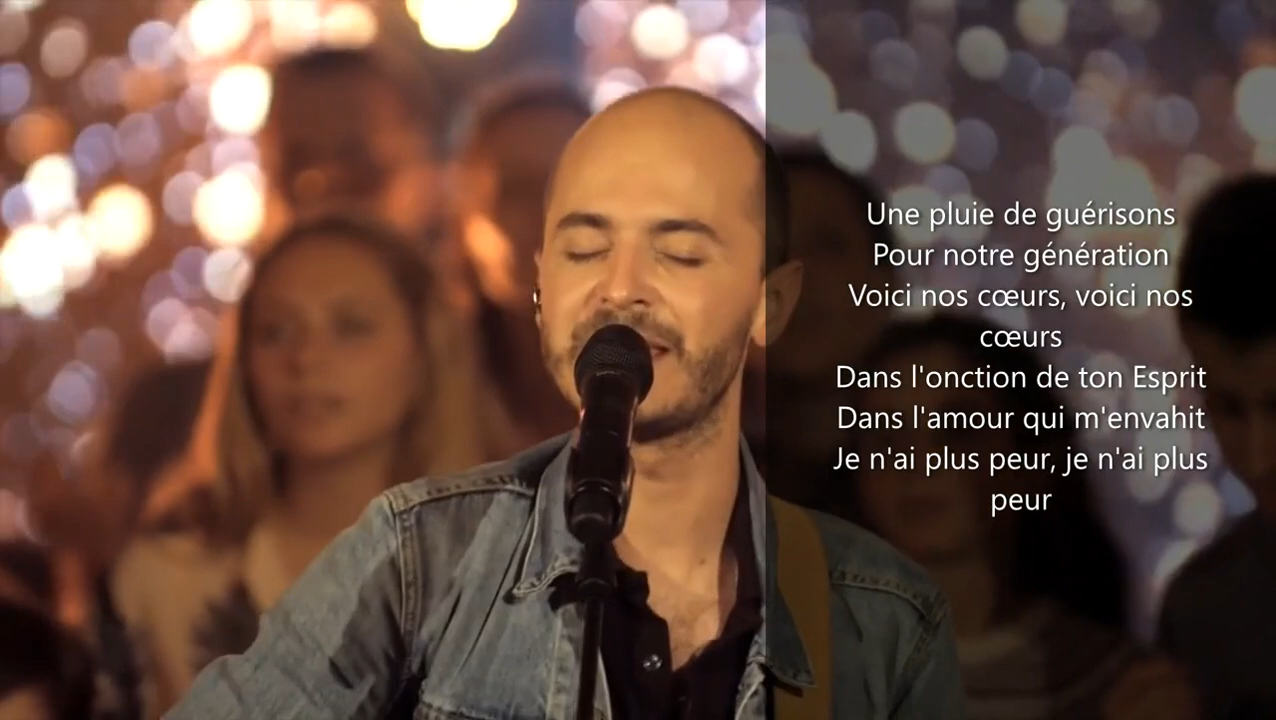 Une pluie de guérisons
Pour notre génération
Voici nos cœurs, voici nos
cœurs
Dans l'onction de ton Esprit
Dans l'amour qui m'envahit
Je n'ai plus peur, je n'ai plus
peur